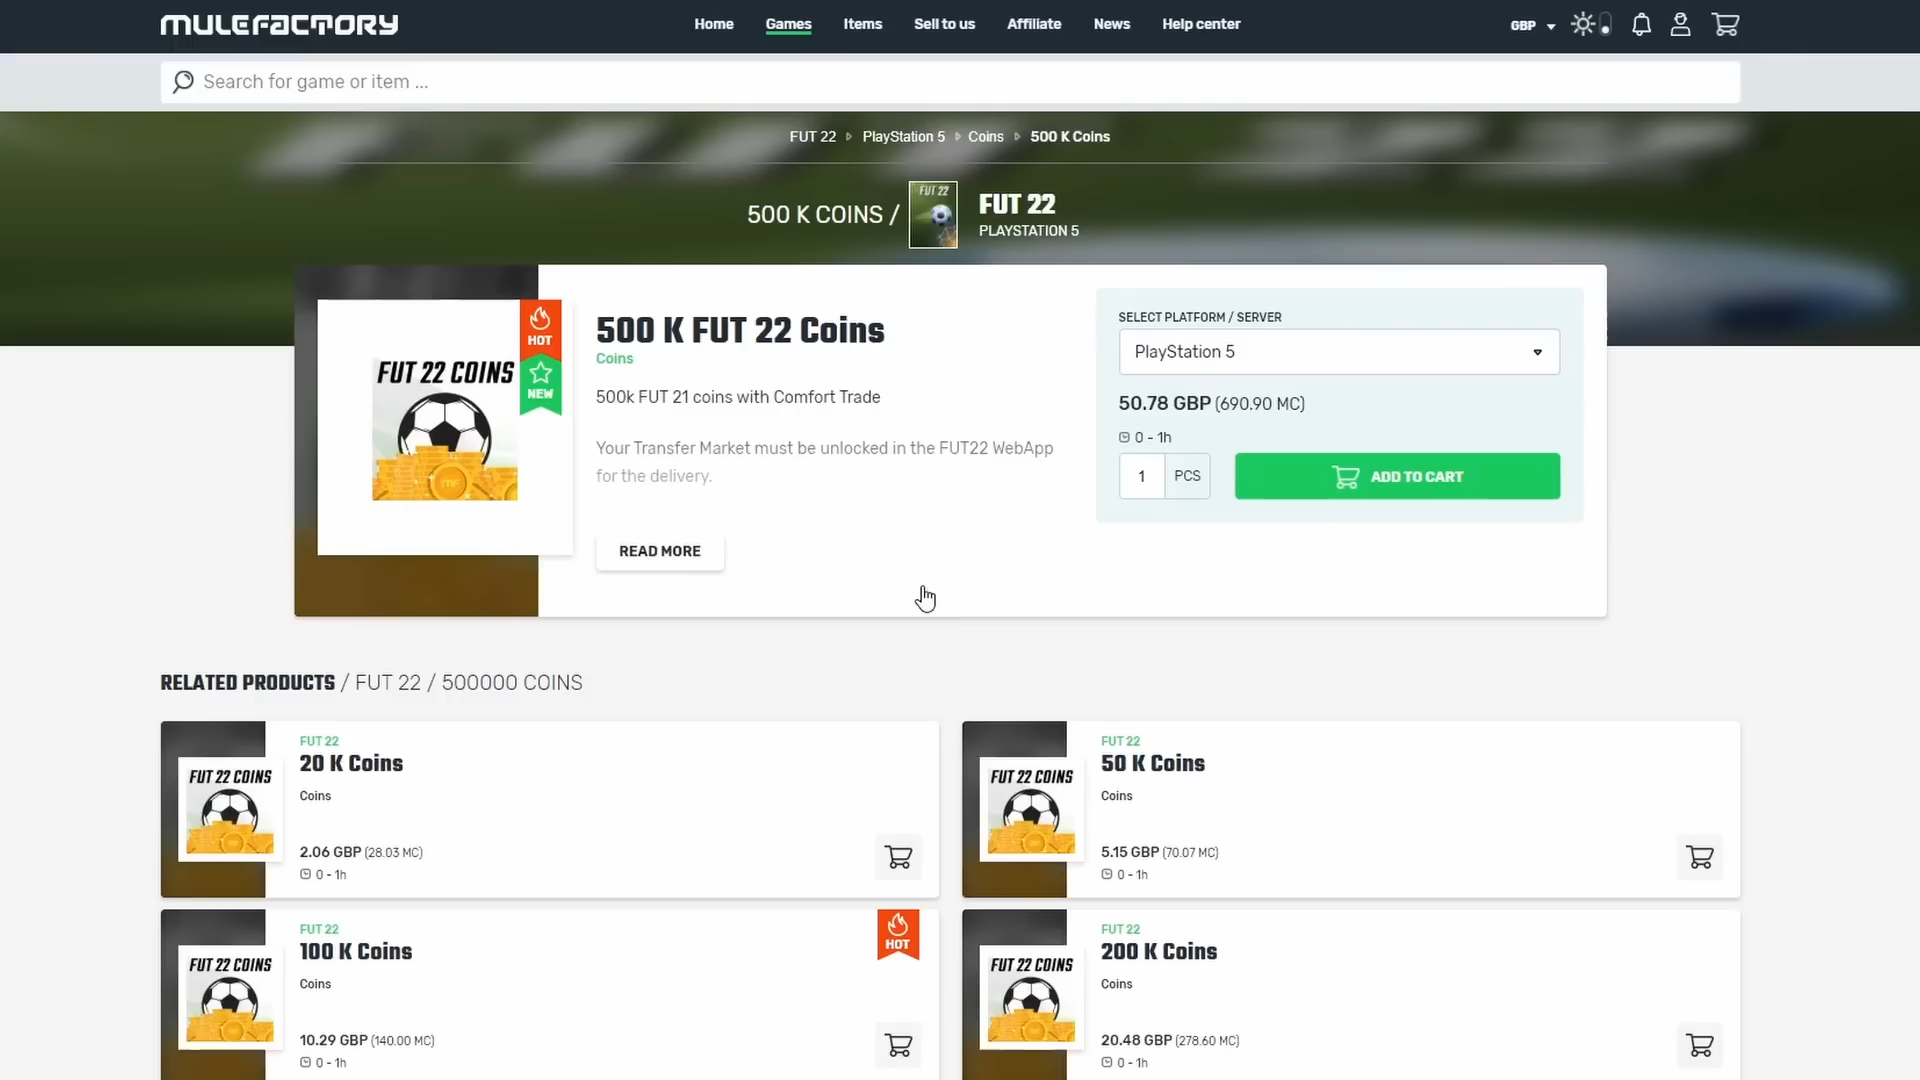 MULEFACTORY
Home Games Items Sell to us Affiliate News Help center
GBP
Search for game or item ...
FUT 22 PlayStation 5 Coins 500 K Coins
500 K COINS /
FUT 22
FUT 22
PLAYSTATION 5
HOT
NEW
FUT 22 COINS
MF
500 K FUT 22 Coins
Coins
500k FUT 21 coins with Comfort Trade
Your Transfer Market must be unlocked in the FUT22 WebApp
for the delivery.
READ MORE
SELECT PLATFORM / SERVER
PlayStation 5
50.78 GBP (690.90 MC)
0 - 1h
1 PCS
ADD TO CART
RELATED PRODUCTS / FUT 22 / 500000 COINS
FUT 22 COINS
FUT 22
20 K Coins
Coins
2.06 GBP (28.03 MC)
0 - 1h
FUT 22 COINS
FUT 22
50 K Coins
Coins
5.15 GBP (70.07 MC)
0 - 1h
FUT 22 COINS
FUT 22
100 K Coins
Coins
10.29 GBP (140.00 MC)
0 - 1h
HOT
FUT 22 COINS
FUT 22
200 K Coins
Coins
20.48 GBP (278.60 MC)
0 - 1h